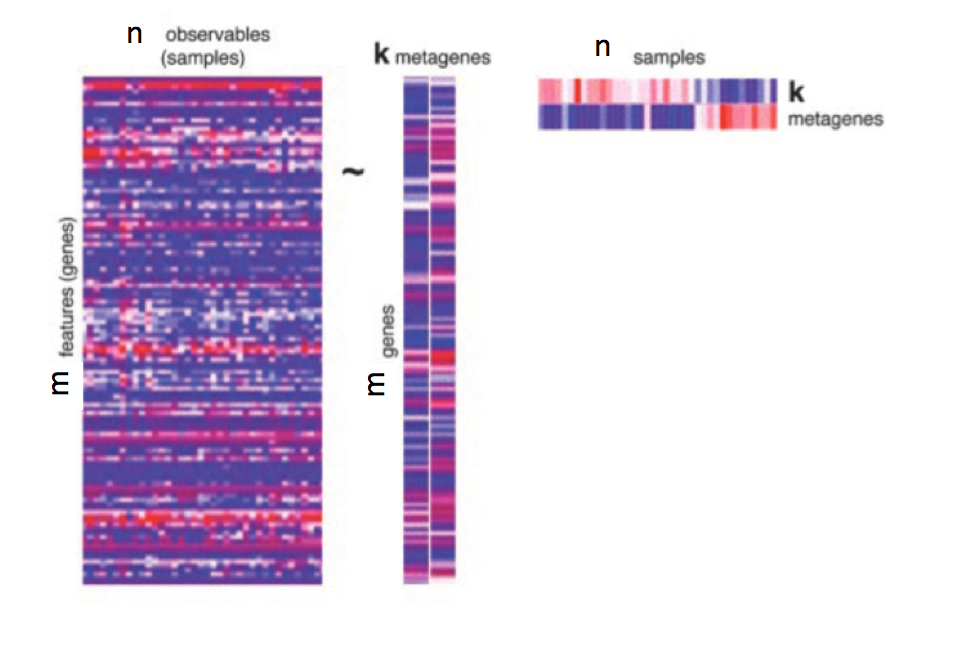 n observables
(samples)
k metagenes
n samples
k
metagenes
~
features (genes)
m
genes
m